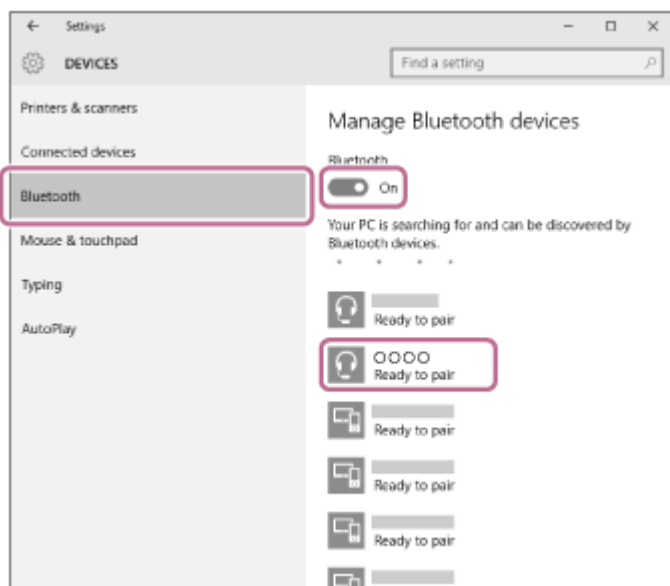 Settings
DEVICES
Find a setting
Printers & scanners
Connected devices
Bluetooth
Mouse & touchpad
Typing
AutoPlay
Manage Bluetooth devices
Bluetooth
On
Your PC is searching for and can be discovered by
Bluetooth devices.
Ready to pair
OOOO
Ready to pair
Ready to pair
Ready to pair
Ready to pair